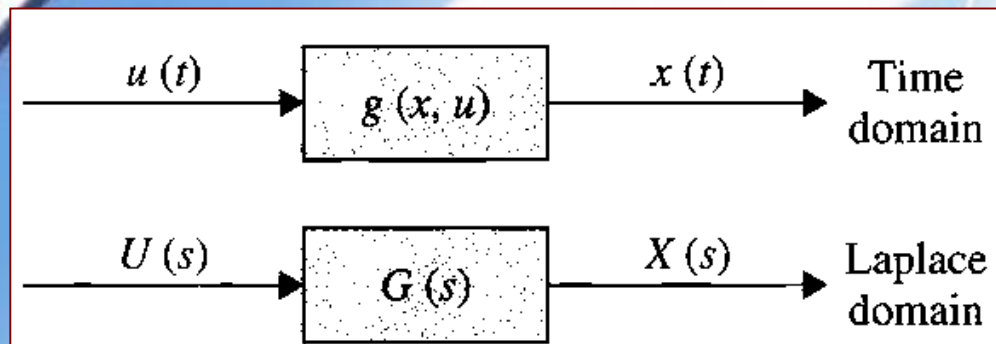 u (t)
g (x, u)
x (t)
Time
domain
U (s)
G (s)
X (s)
Laplace
domain